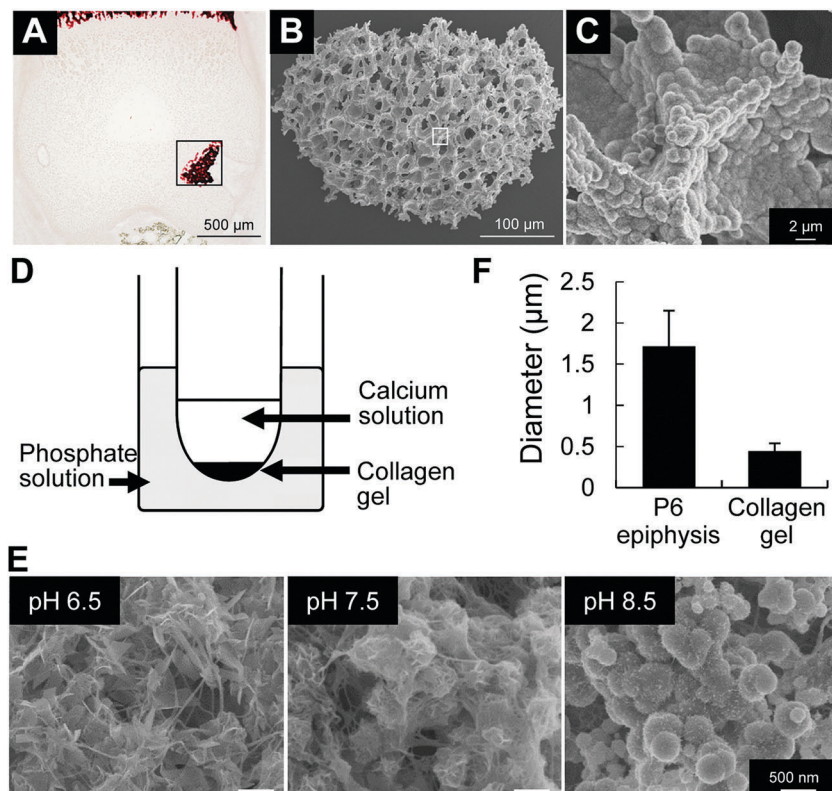 A
500 µm
B
100 µm
C
2 µm
D
Calcium
solution
Phosphate
solution
Collagen
gel
F
Diameter (µm)
2.5
2
1.5
1
0.5
0
P6
epiphysis
Collagen
gel
E
pH 6.5
pH 7.5
pH 8.5
500 nm